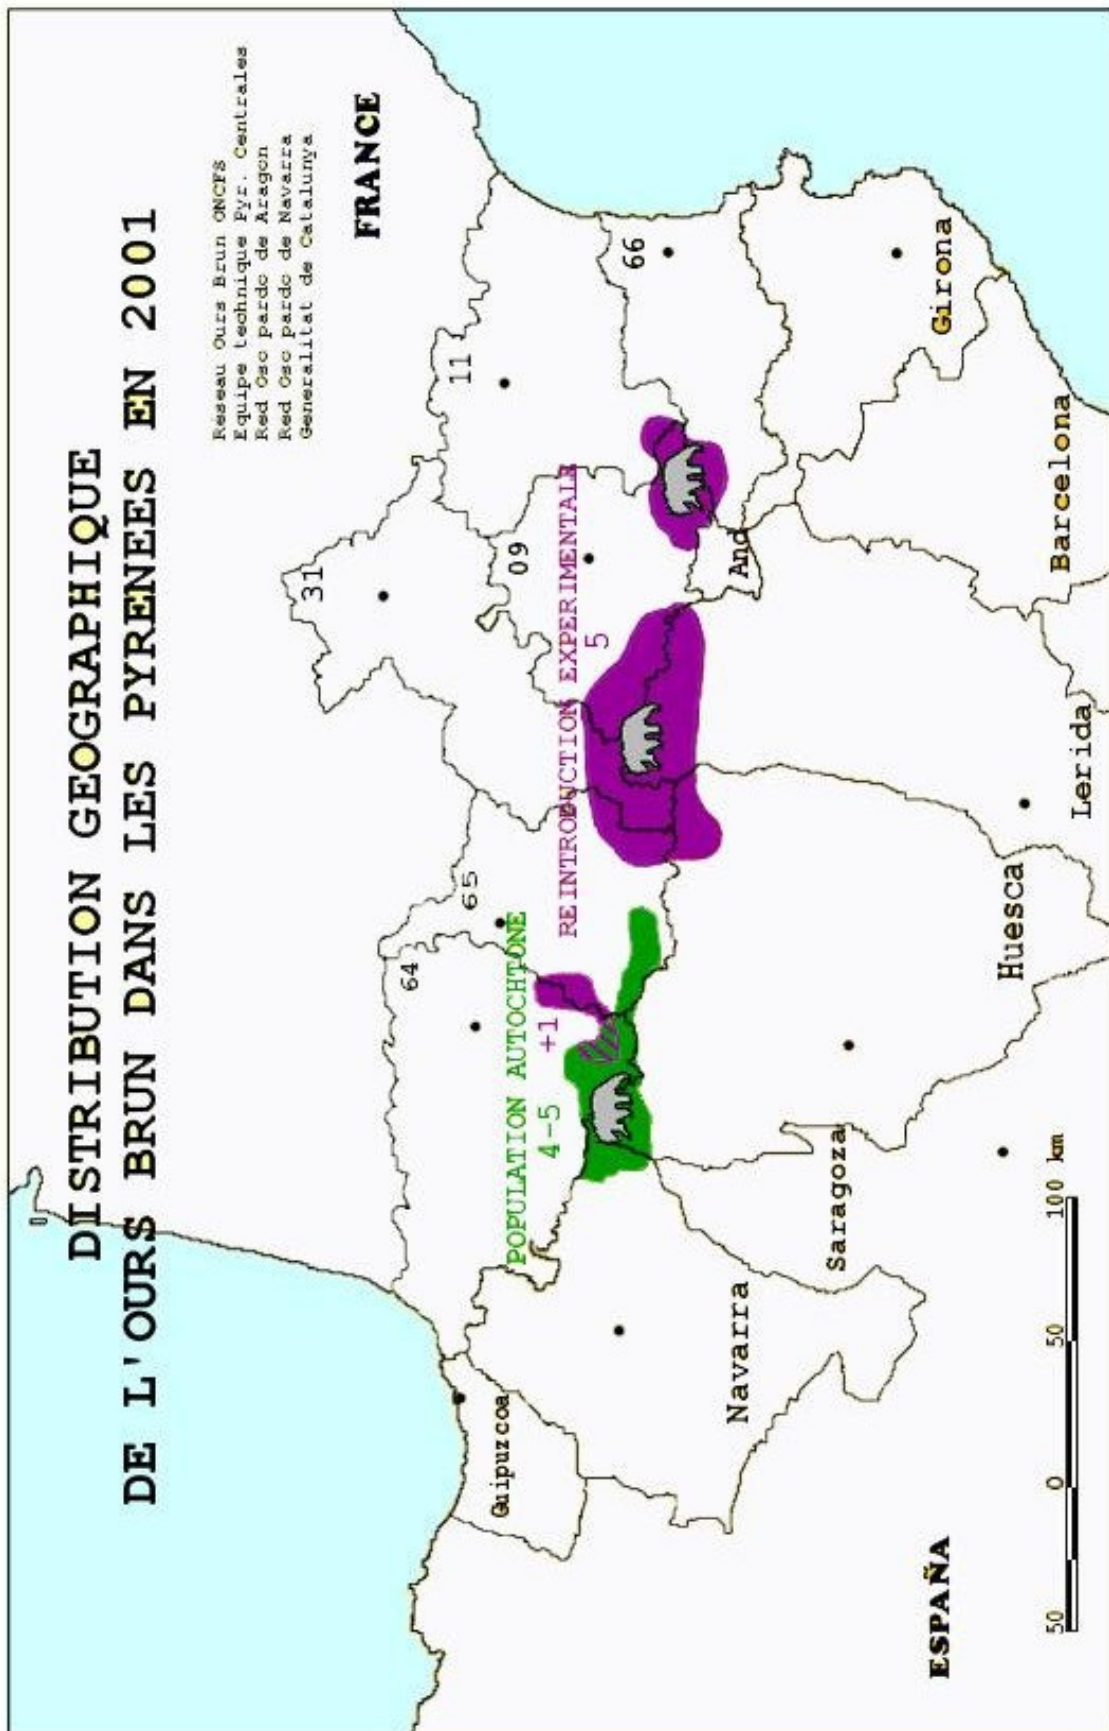 DISTRIBUTION GEOGRAPHIQUE
DE L'OURS BRUN DANS LES PYRENEES EN 2001
Reseau Ours Brun ONCFS
Equipe technique Pyr. Centrales
Red Oso pardo de Aragon
Red Oso pardo de Navarra
Generalitat de Catalunya
FRANCE
31
11
64
65
09
66
POPULATION AUTOCHTONE
4-5
+1
REINTRODUCTION EXPERIMENTALE
5
And
Guipuzcoa
Navarra
Saragoza
Huesca
Lerida
Barcelona
Girona
ESPAÑA
50 0 50 100 km